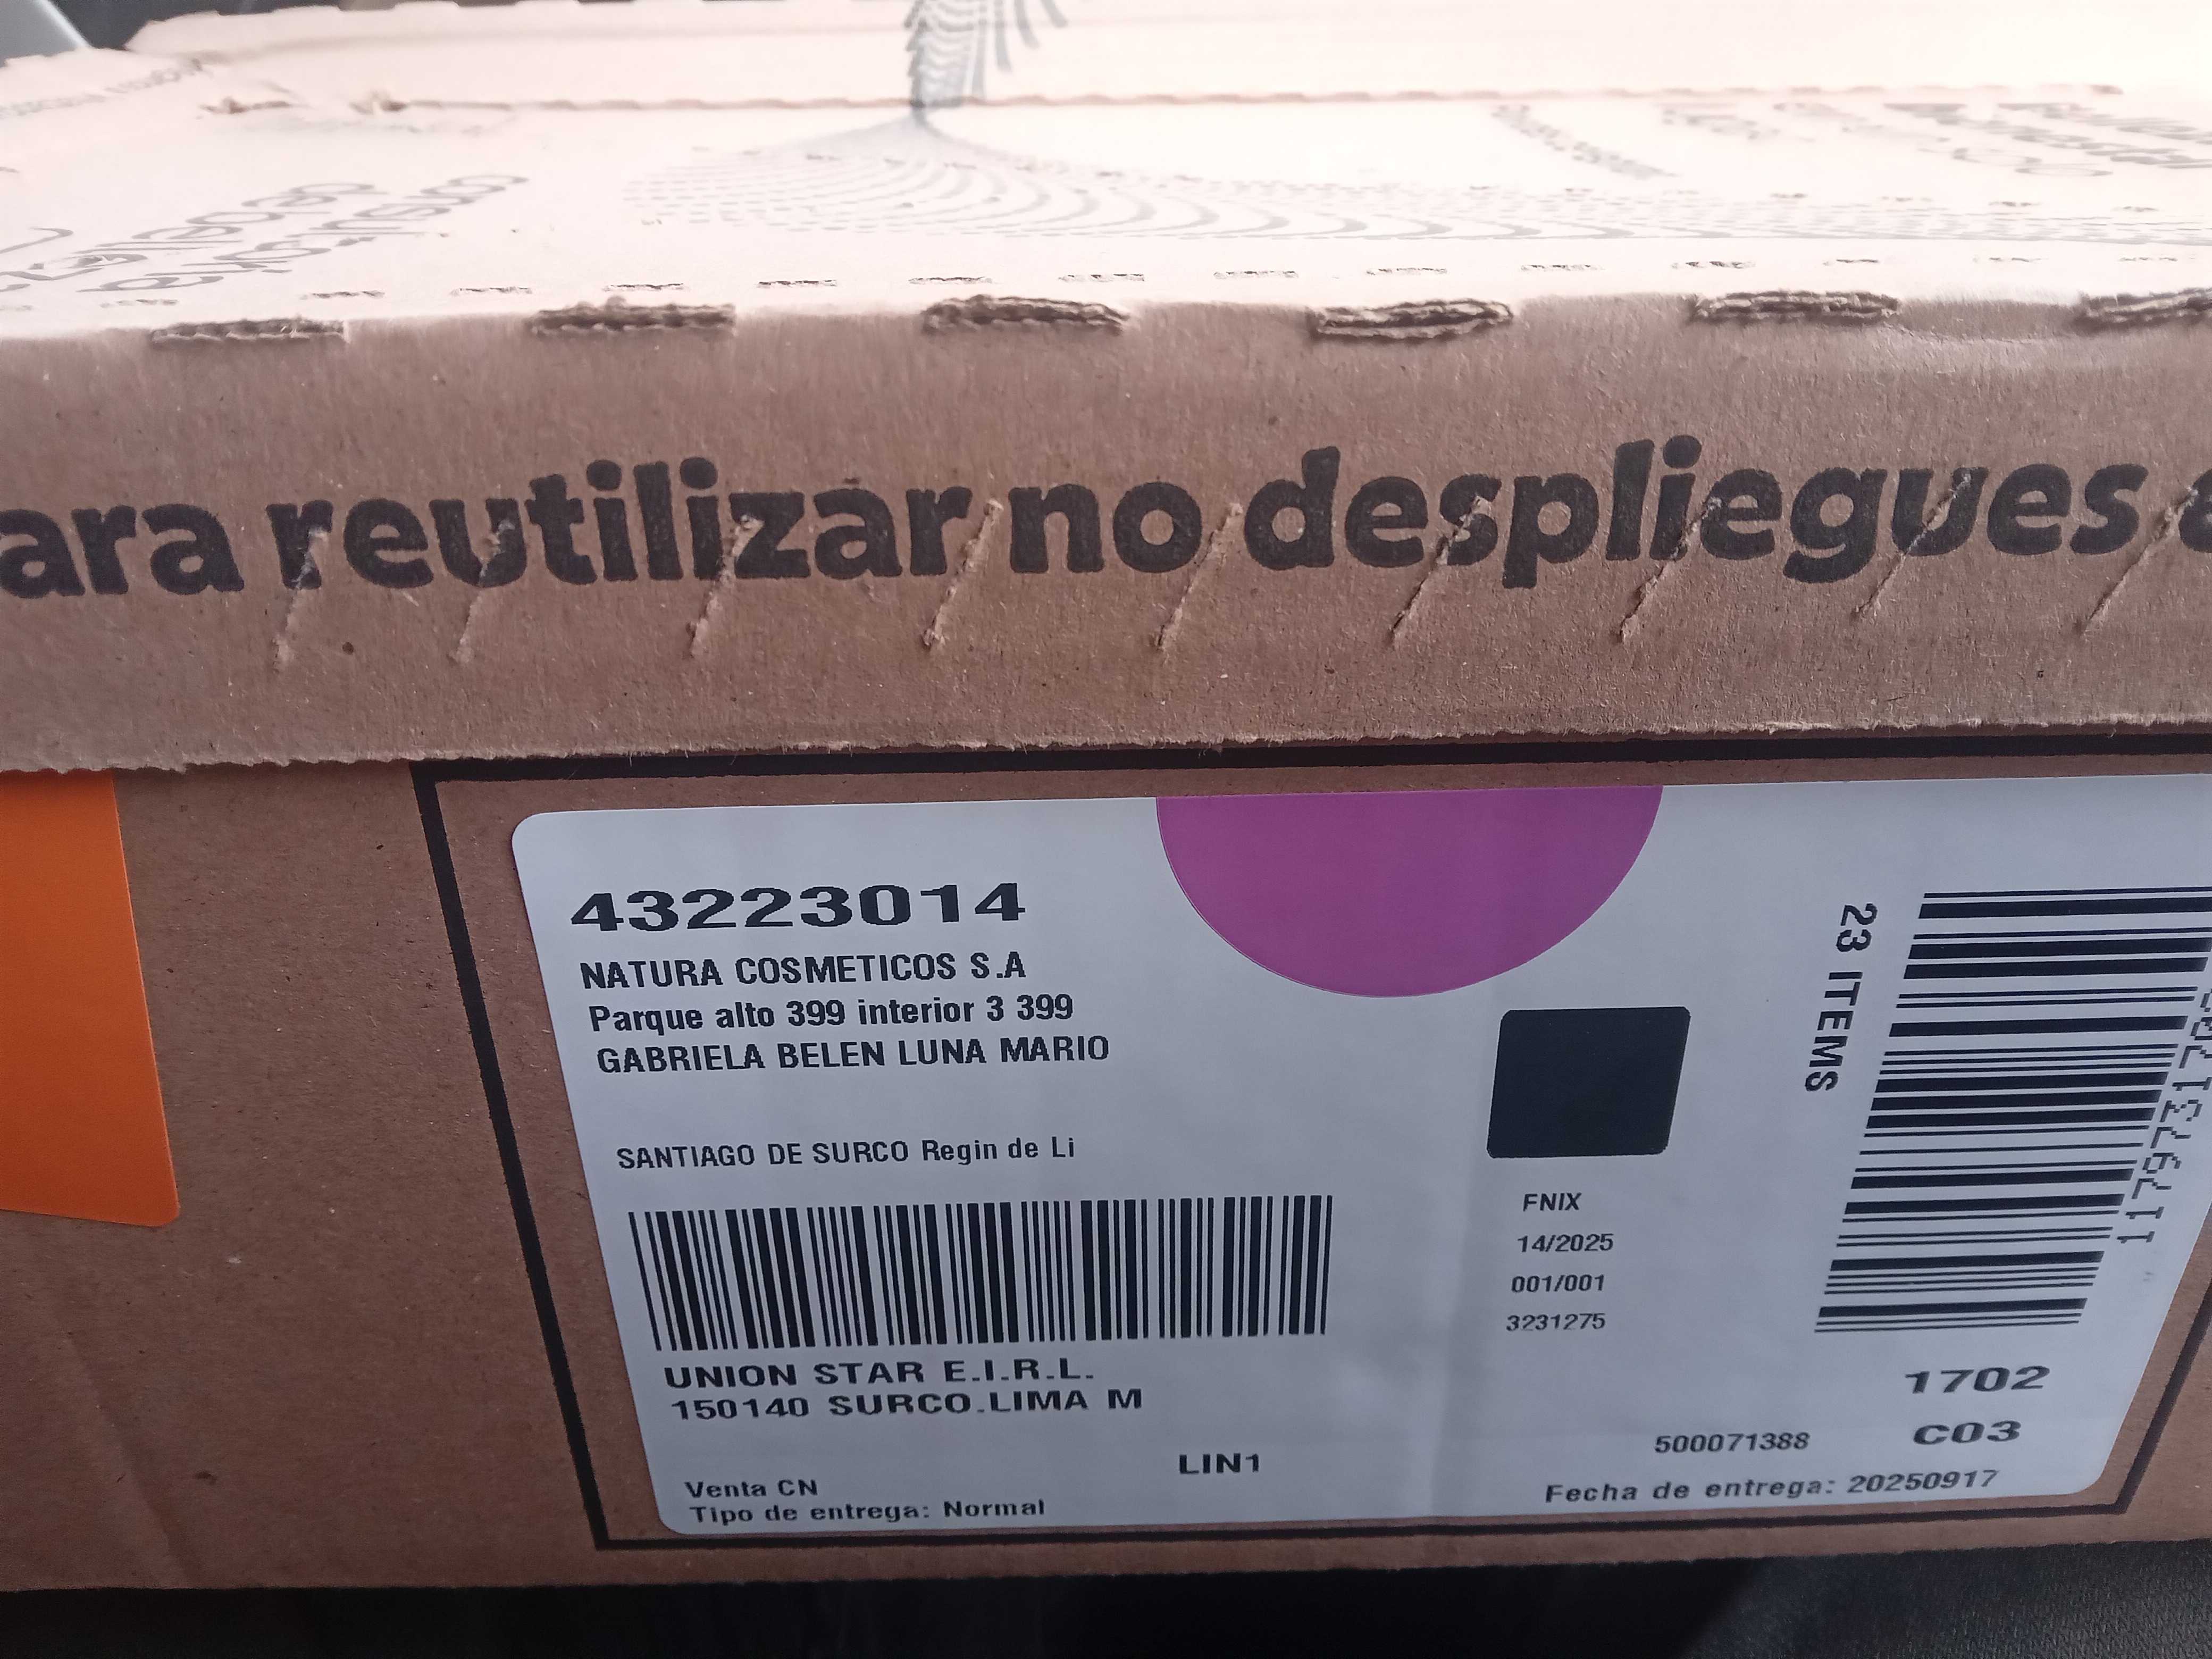 ara reutilizar no despliegues
43223014
NATURA COSMETICOS S.A
Parque alto 399 interior 3 399
GABRIELA BELEN LUNA MARIO
SANTIAGO DE SURCO Regin de Li
UNION STAR E.I.R.L.
150140 SURCO.LIMA M
LIN1
Venta CN
Tipo de entrega: Normal
FNIX
14/2025
001/001
3231275
23 ITEMS
1702
C03
500071388
Fecha de entrega: 20250917